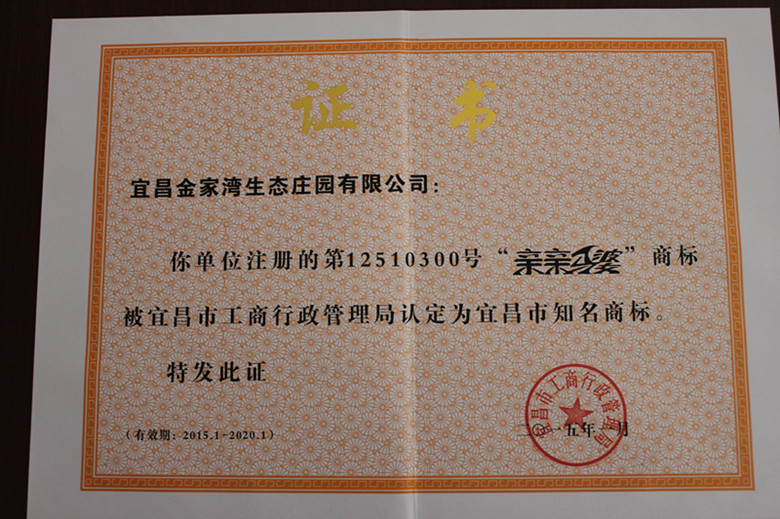 证书
宜昌金家湾生态庄园有限公司：
你单位注册的第12510300号“亲亲公婆”商标
被宜昌市工商行政管理局认定为宜昌市知名商标。
特发此证
宜昌市工商行政管理局
（有效期：2015.1-2020.1）
二〇一五年 月